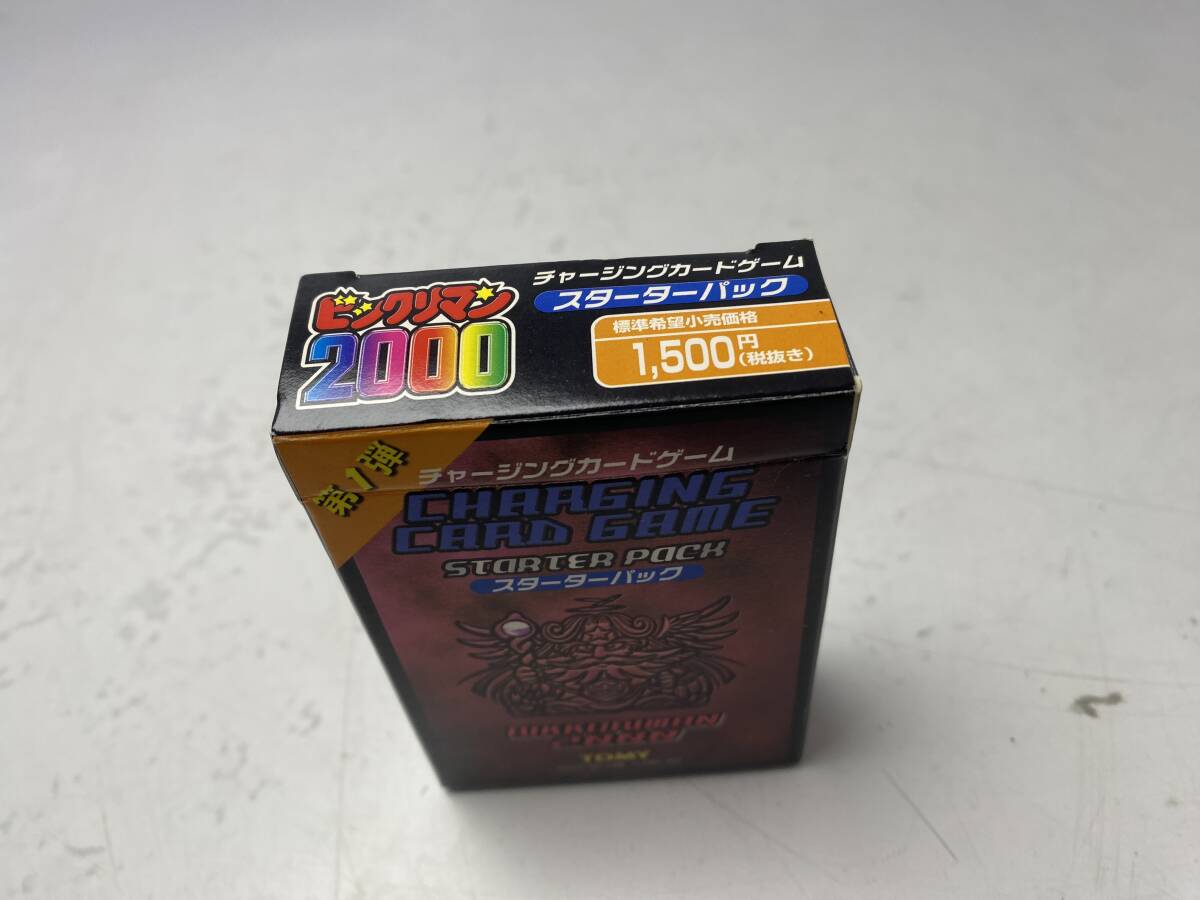 ビックリマン
2000
チャージングカードゲーム
スターターパック
標準希望小売価格
1,500円(税抜き)
第1弾
チャージングカードゲーム
CHARGING
CARD GAME
STARTER PACK
スターターパック
TOMY